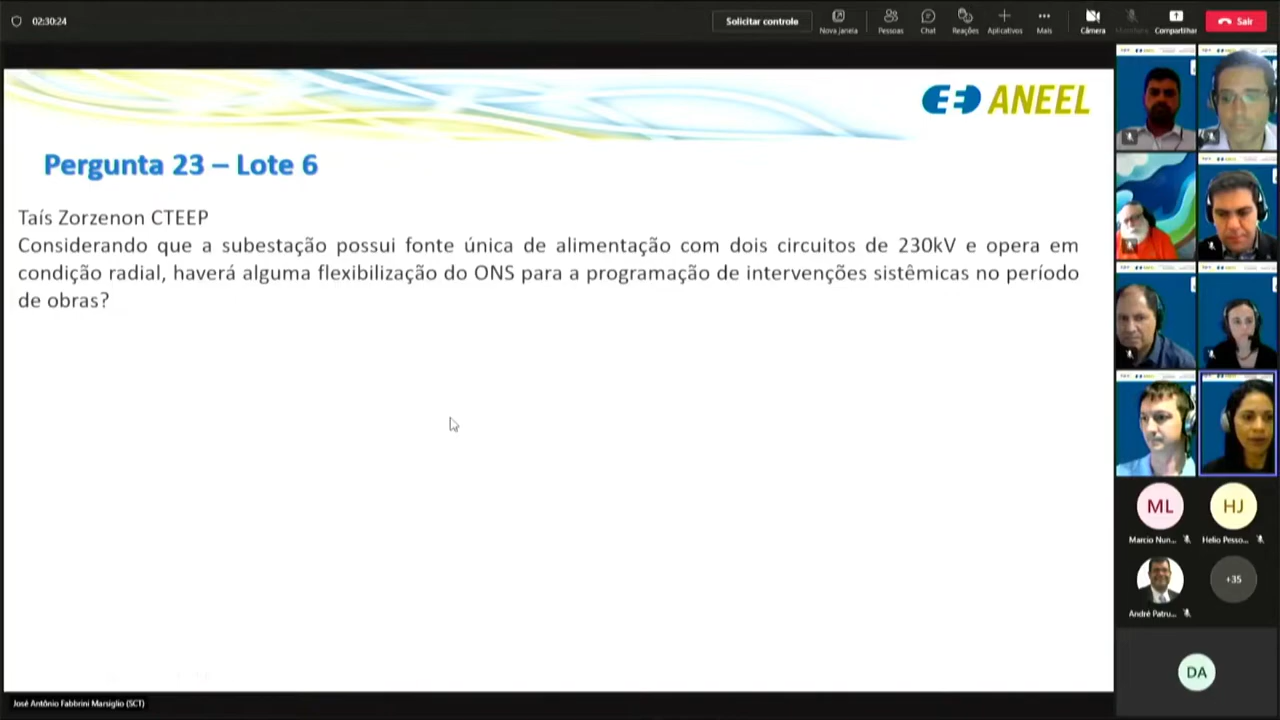 02:30:24
Solicitar controle
Nova janela
Pessoas
Chat
Reações
Aplicativos
Mais
Câmera
Compartilhar
Sair
ANEEL
Pergunta 23 – Lote 6
Taís Zorzenon CTEEP
Considerando que a subestação possui fonte única de alimentação com dois circuitos de 230kV e opera em
condição radial, haverá alguma flexibilização do ONS para a programação de intervenções sistêmicas no período
de obras?
ML
HJ
Marcio Nun...
Helio Pesso...
+35
André Patru...
DA
José Antônio Fabbrini Marsiglio (SCT)